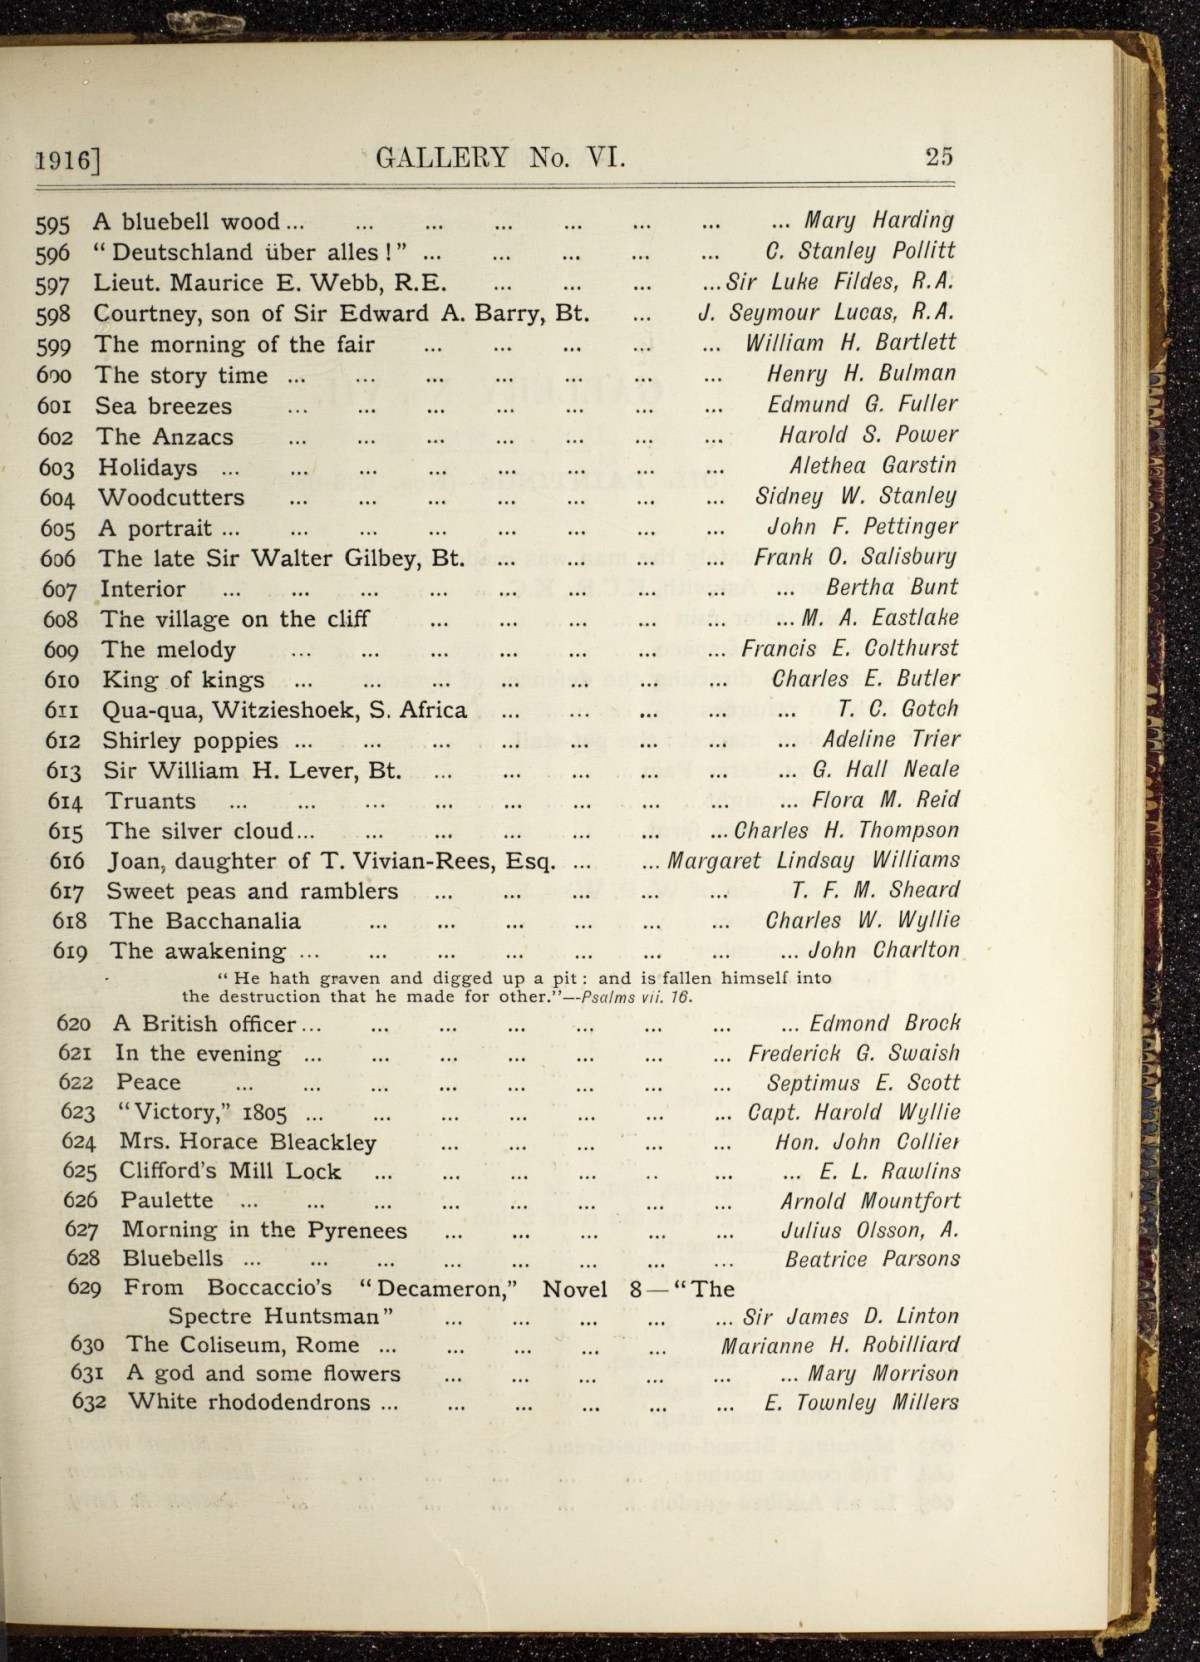 1916] GALLERY No. VI. 25
595 A bluebell wood ... ... ... ... ... ... ... ... Mary Harding
596 “Deutschland über alles!” ... ... ... ... ... C. Stanley Pollitt
597 Lieut. Maurice E. Webb, R.E. ... ... ... ... Sir Luke Fildes, R.A.
598 Courtney, son of Sir Edward A. Barry, Bt. ... J. Seymour Lucas, R.A.
599 The morning of the fair ... ... ... ... ... William H. Bartlett
600 The story time ... ... ... ... ... ... ... Henry H. Bulman
601 Sea breezes ... ... ... ... ... ... ... Edmund G. Fuller
602 The Anzacs ... ... ... ... ... ... ... Harold S. Power
603 Holidays ... ... ... ... ... ... ... ... Alethea Garstin
604 Woodcutters ... ... ... ... ... ... ... Sidney W. Stanley
605 A portrait ... ... ... ... ... ... ... ... John F. Pettinger
606 The late Sir Walter Gilbey, Bt. ... ... ... ... Frank O. Salisbury
607 Interior ... ... ... ... ... ... ... ... ... Bertha Bunt
608 The village on the cliff ... ... ... ... ... ... M. A. Eastlake
609 The melody ... ... ... ... ... ... ... Francis E. Colthurst
610 King of kings ... ... ... ... ... ... ... Charles E. Butler
611 Qua-qua, Witzieshoek, S. Africa ... ... ... ... ... T. C. Gotch
612 Shirley poppies ... ... ... ... ... ... ... ... Adeline Trier
613 Sir William H. Lever, Bt. ... ... ... ... ... ... G. Hall Neale
614 Truants ... ... ... ... ... ... ... ... ... Flora M. Reid
615 The silver cloud ... ... ... ... ... ... ... Charles H. Thompson
616 Joan, daughter of T. Vivian-Rees, Esq. ... ... Margaret Lindsay Williams
617 Sweet peas and ramblers ... ... ... ... ... T. F. M. Sheard
618 The Bacchanalia ... ... ... ... ... ... Charles W. Wyllie
619 The awakening ... ... ... ... ... ... ... ... John Charlton
“He hath graven and digged up a pit: and is fallen himself into
the destruction that he made for other.”—Psalms vii. 16.
620 A British officer ... ... ... ... ... ... ... ... Edmond Brock
621 In the evening ... ... ... ... ... ... ... Frederick G. Swaish
622 Peace ... ... ... ... ... ... ... ... Septimus E. Scott
623 “Victory,” 1805 ... ... ... ... ... ... ... Capt. Harold Wyllie
624 Mrs. Horace Bleackley ... ... ... ... ... Hon. John Collier
625 Clifford’s Mill Lock ... ... ... ... .. ... ... E. L. Rawlins
626 Paulette ... ... ... ... ... ... ... ... Arnold Mountfort
627 Morning in the Pyrenees ... ... ... ... ... Julius Olsson, A.
628 Bluebells ... ... ... ... ... ... ... ... Beatrice Parsons
629 From Boccaccio’s “Decameron,” Novel 8—“The
Spectre Huntsman” ... ... ... ... ... Sir James D. Linton
630 The Coliseum, Rome ... ... ... ... ... Marianne H. Robilliard
631 A god and some flowers ... ... ... ... ... ... Mary Morrison
632 White rhododendrons ... ... ... ... ... ... E. Townley Millers